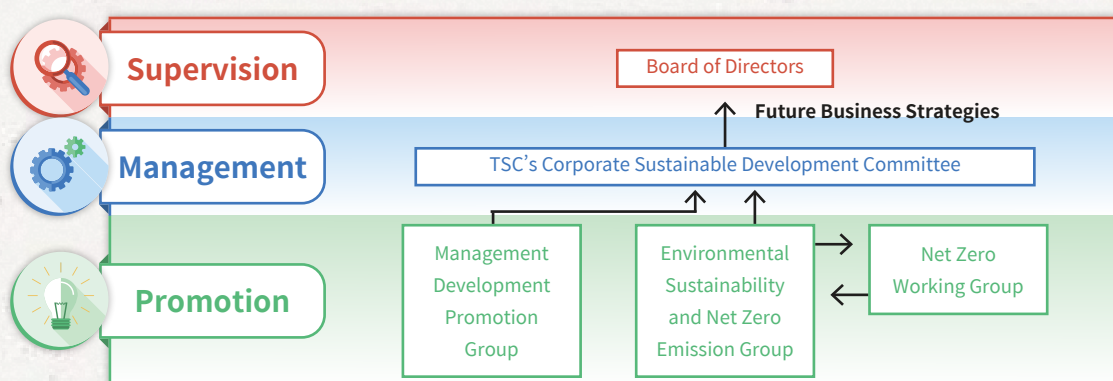 Supervision
Board of Directors
Future Business Strategies
Management
TSC's Corporate Sustainable Development Committee
Promotion
Management
Development
Promotion
Group
Environmental
Sustainability
and Net Zero
Emission Group
Net Zero
Working Group